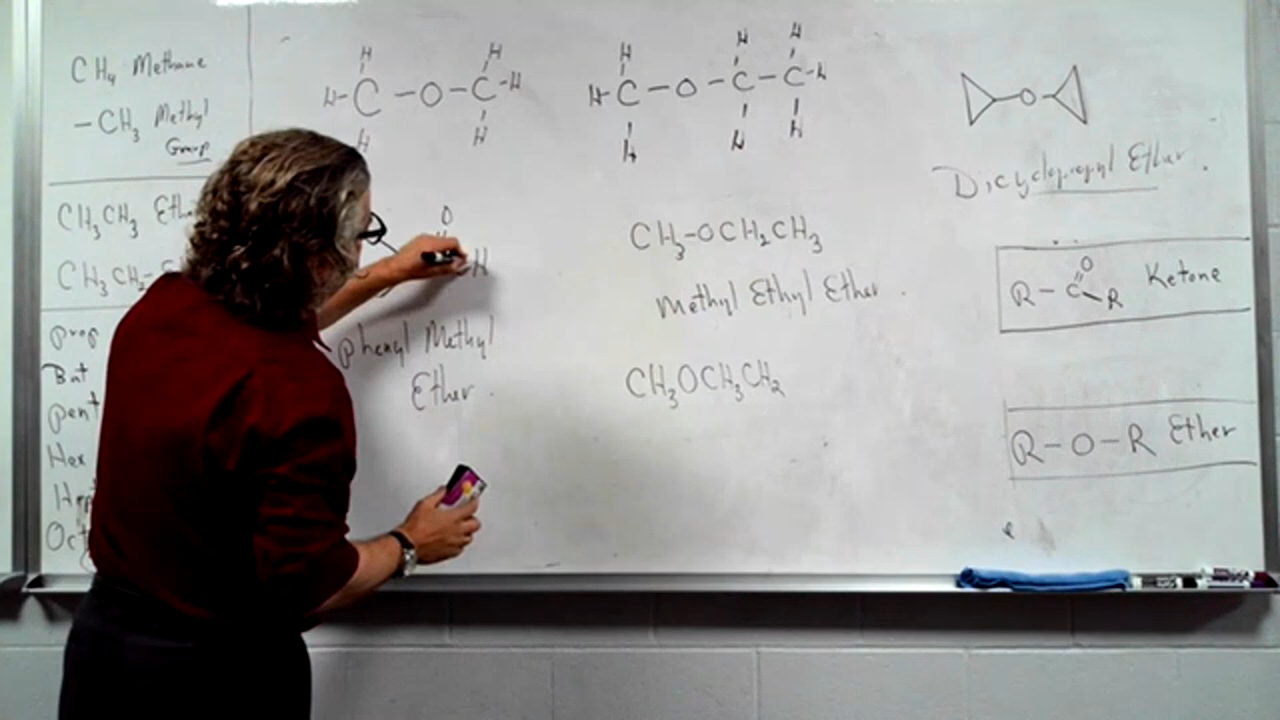 CH₄ Methane
–CH₃ Methyl
Group
CH₃CH₃
CH₃CH₂–
Prop
But
Pent
Hex
Hept
Oct
H H
H–C–O–C–H
H H
O
H
Phenyl Methyl
Ether.
H H H
H–C–O–C–C–H
H H H
CH₃–OCH₂CH₃
Methyl Ethyl Ether.
CH₃OCH₃CH₂
O
Dicyclopropyl Ether.
O
R–C–R Ketone
R–O–R Ether